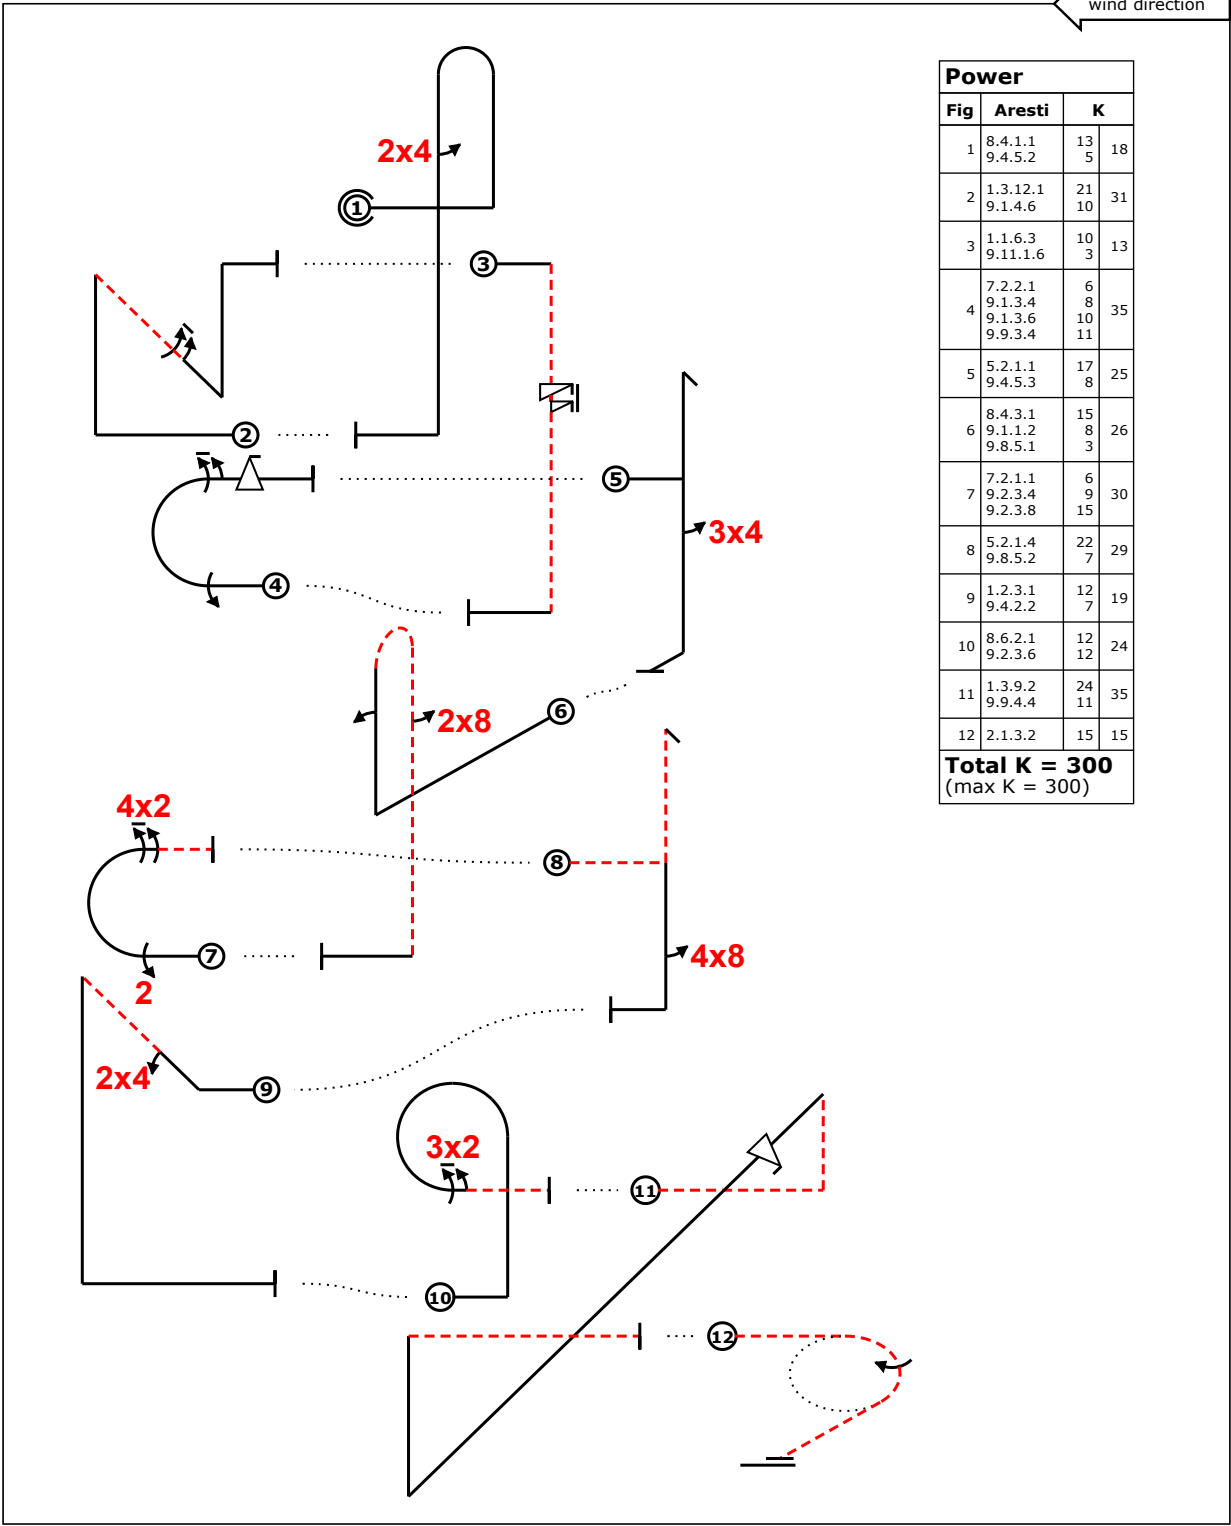 wind direction
Power
Fig Aresti K
1 8.4.1.1 13 18
9.4.5.2 5
2 1.3.12.1 21 31
9.1.4.6 10
3 1.1.6.3 10 13
9.11.1.6 3
4 7.2.2.1 6 35
9.1.3.4 8
9.1.3.6 10
9.9.3.4 11
5 5.2.1.1 17 25
9.4.5.3 8
6 8.4.3.1 15 26
9.1.1.2 8
9.8.5.1 3
7 7.2.1.1 6 30
9.2.3.4 9
9.2.3.8 15
8 5.2.1.4 22 29
9.8.5.2 7
9 1.2.3.1 12 19
9.4.2.2 7
10 8.6.2.1 12 24
9.2.3.6 12
11 1.3.9.2 24 35
9.9.4.4 11
12 2.1.3.2 15 15
Total K = 300
(max K = 300)
2x4
1
3
2
5
3x4
4
6
2x8
4x2
8
7
4x8
2
2x4
9
3x2
11
10
12